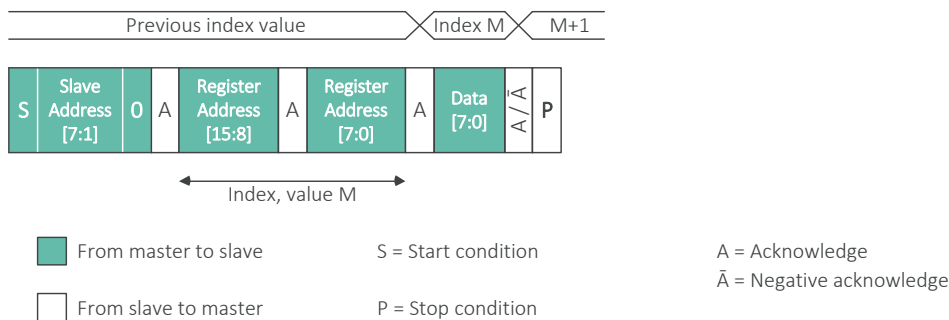 Previous index value Index M M+1
S Slave Address [7:1] 0 A Register Address [15:8] A Register Address [7:0] A Data [7:0] A / Ā P
Index, value M
From master to slave S = Start condition A = Acknowledge
Ā = Negative acknowledge
From slave to master P = Stop condition